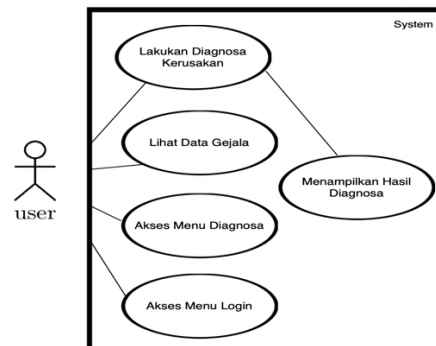 System
Lakukan Diagnosa
Kerusakan
Lihat Data Gejala
Menampilkan Hasil
Diagnosa
user
Akses Menu Diagnosa
Akses Menu Login